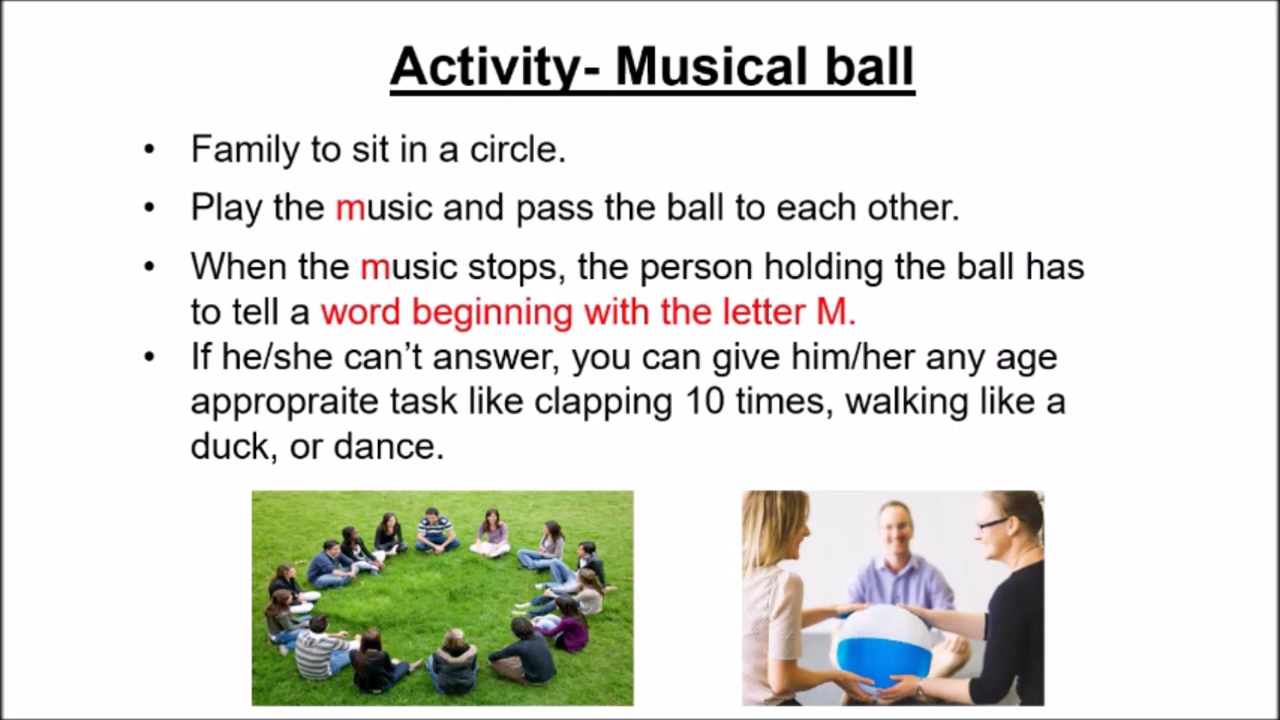 Activity- Musical ball
• Family to sit in a circle.
• Play the music and pass the ball to each other.
• When the music stops, the person holding the ball has
to tell a word beginning with the letter M.
• If he/she can’t answer, you can give him/her any age
appropraite task like clapping 10 times, walking like a
duck, or dance.